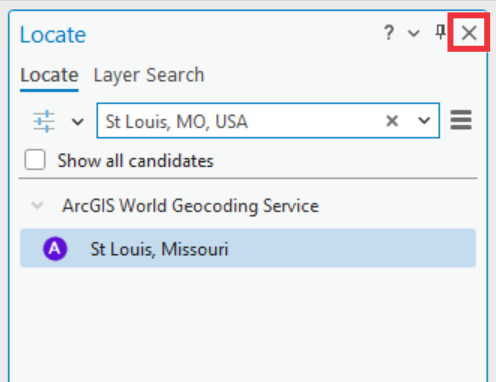 Locate ?
Locate Layer Search
St Louis, MO, USA
Show all candidates
ArcGIS World Geocoding Service
A St Louis, Missouri